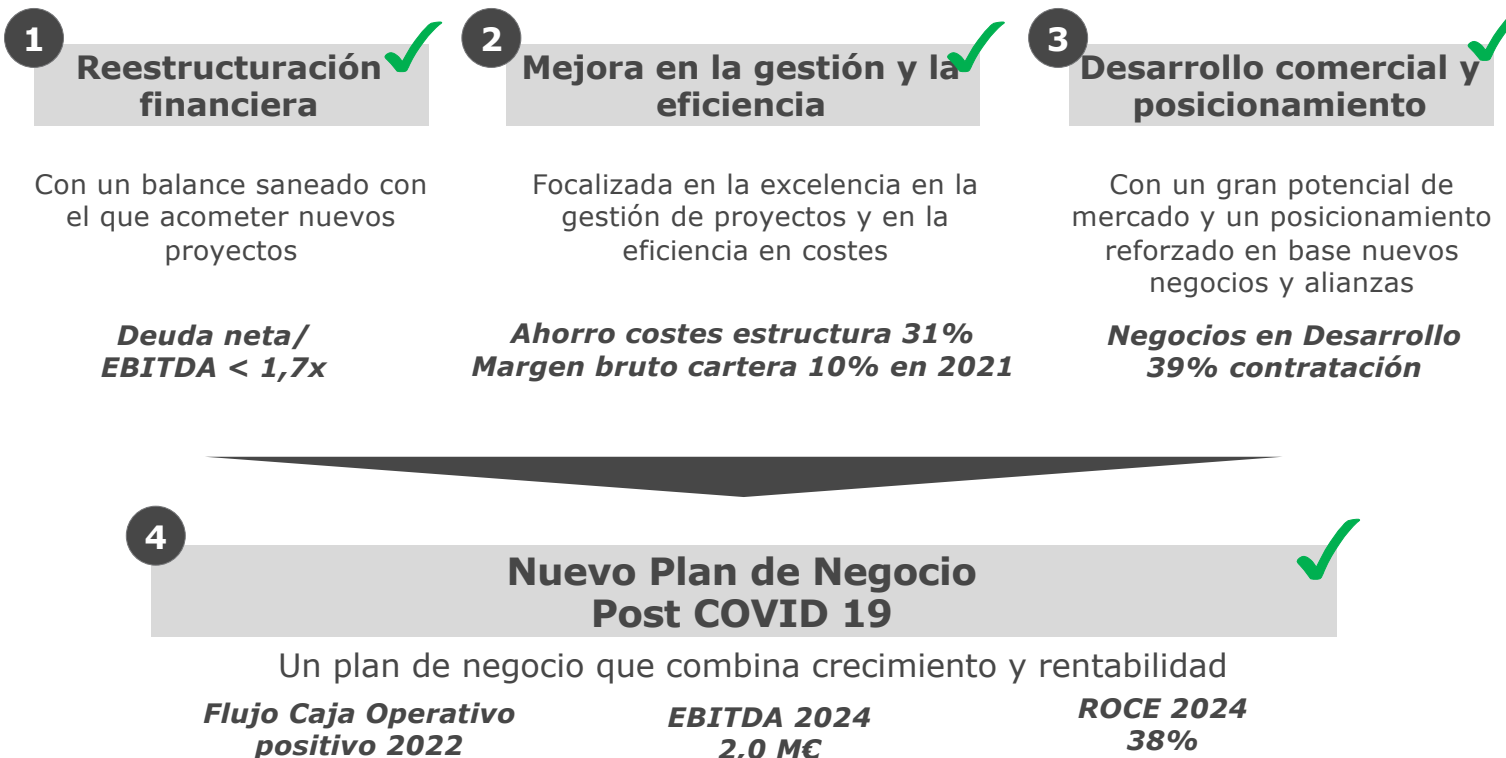 1
Reestructuración
financiera
Con un balance saneado con
el que acometer nuevos
proyectos
Deuda neta/
EBITDA < 1,7x
2
Mejora en la gestión y la
eficiencia
Focalizada en la excelencia en la
gestión de proyectos y en la
eficiencia en costes
Ahorro costes estructura 31%
Margen bruto cartera 10% en 2021
3
Desarrollo comercial y
posicionamiento
Con un gran potencial de
mercado y un posicionamiento
reforzado en base nuevos
negocios y alianzas
Negocios en Desarrollo
39% contratación
4
Nuevo Plan de Negocio
Post COVID 19
Un plan de negocio que combina crecimiento y rentabilidad
Flujo Caja Operativo
positivo 2022
EBITDA 2024
2,0 M€
ROCE 2024
38%